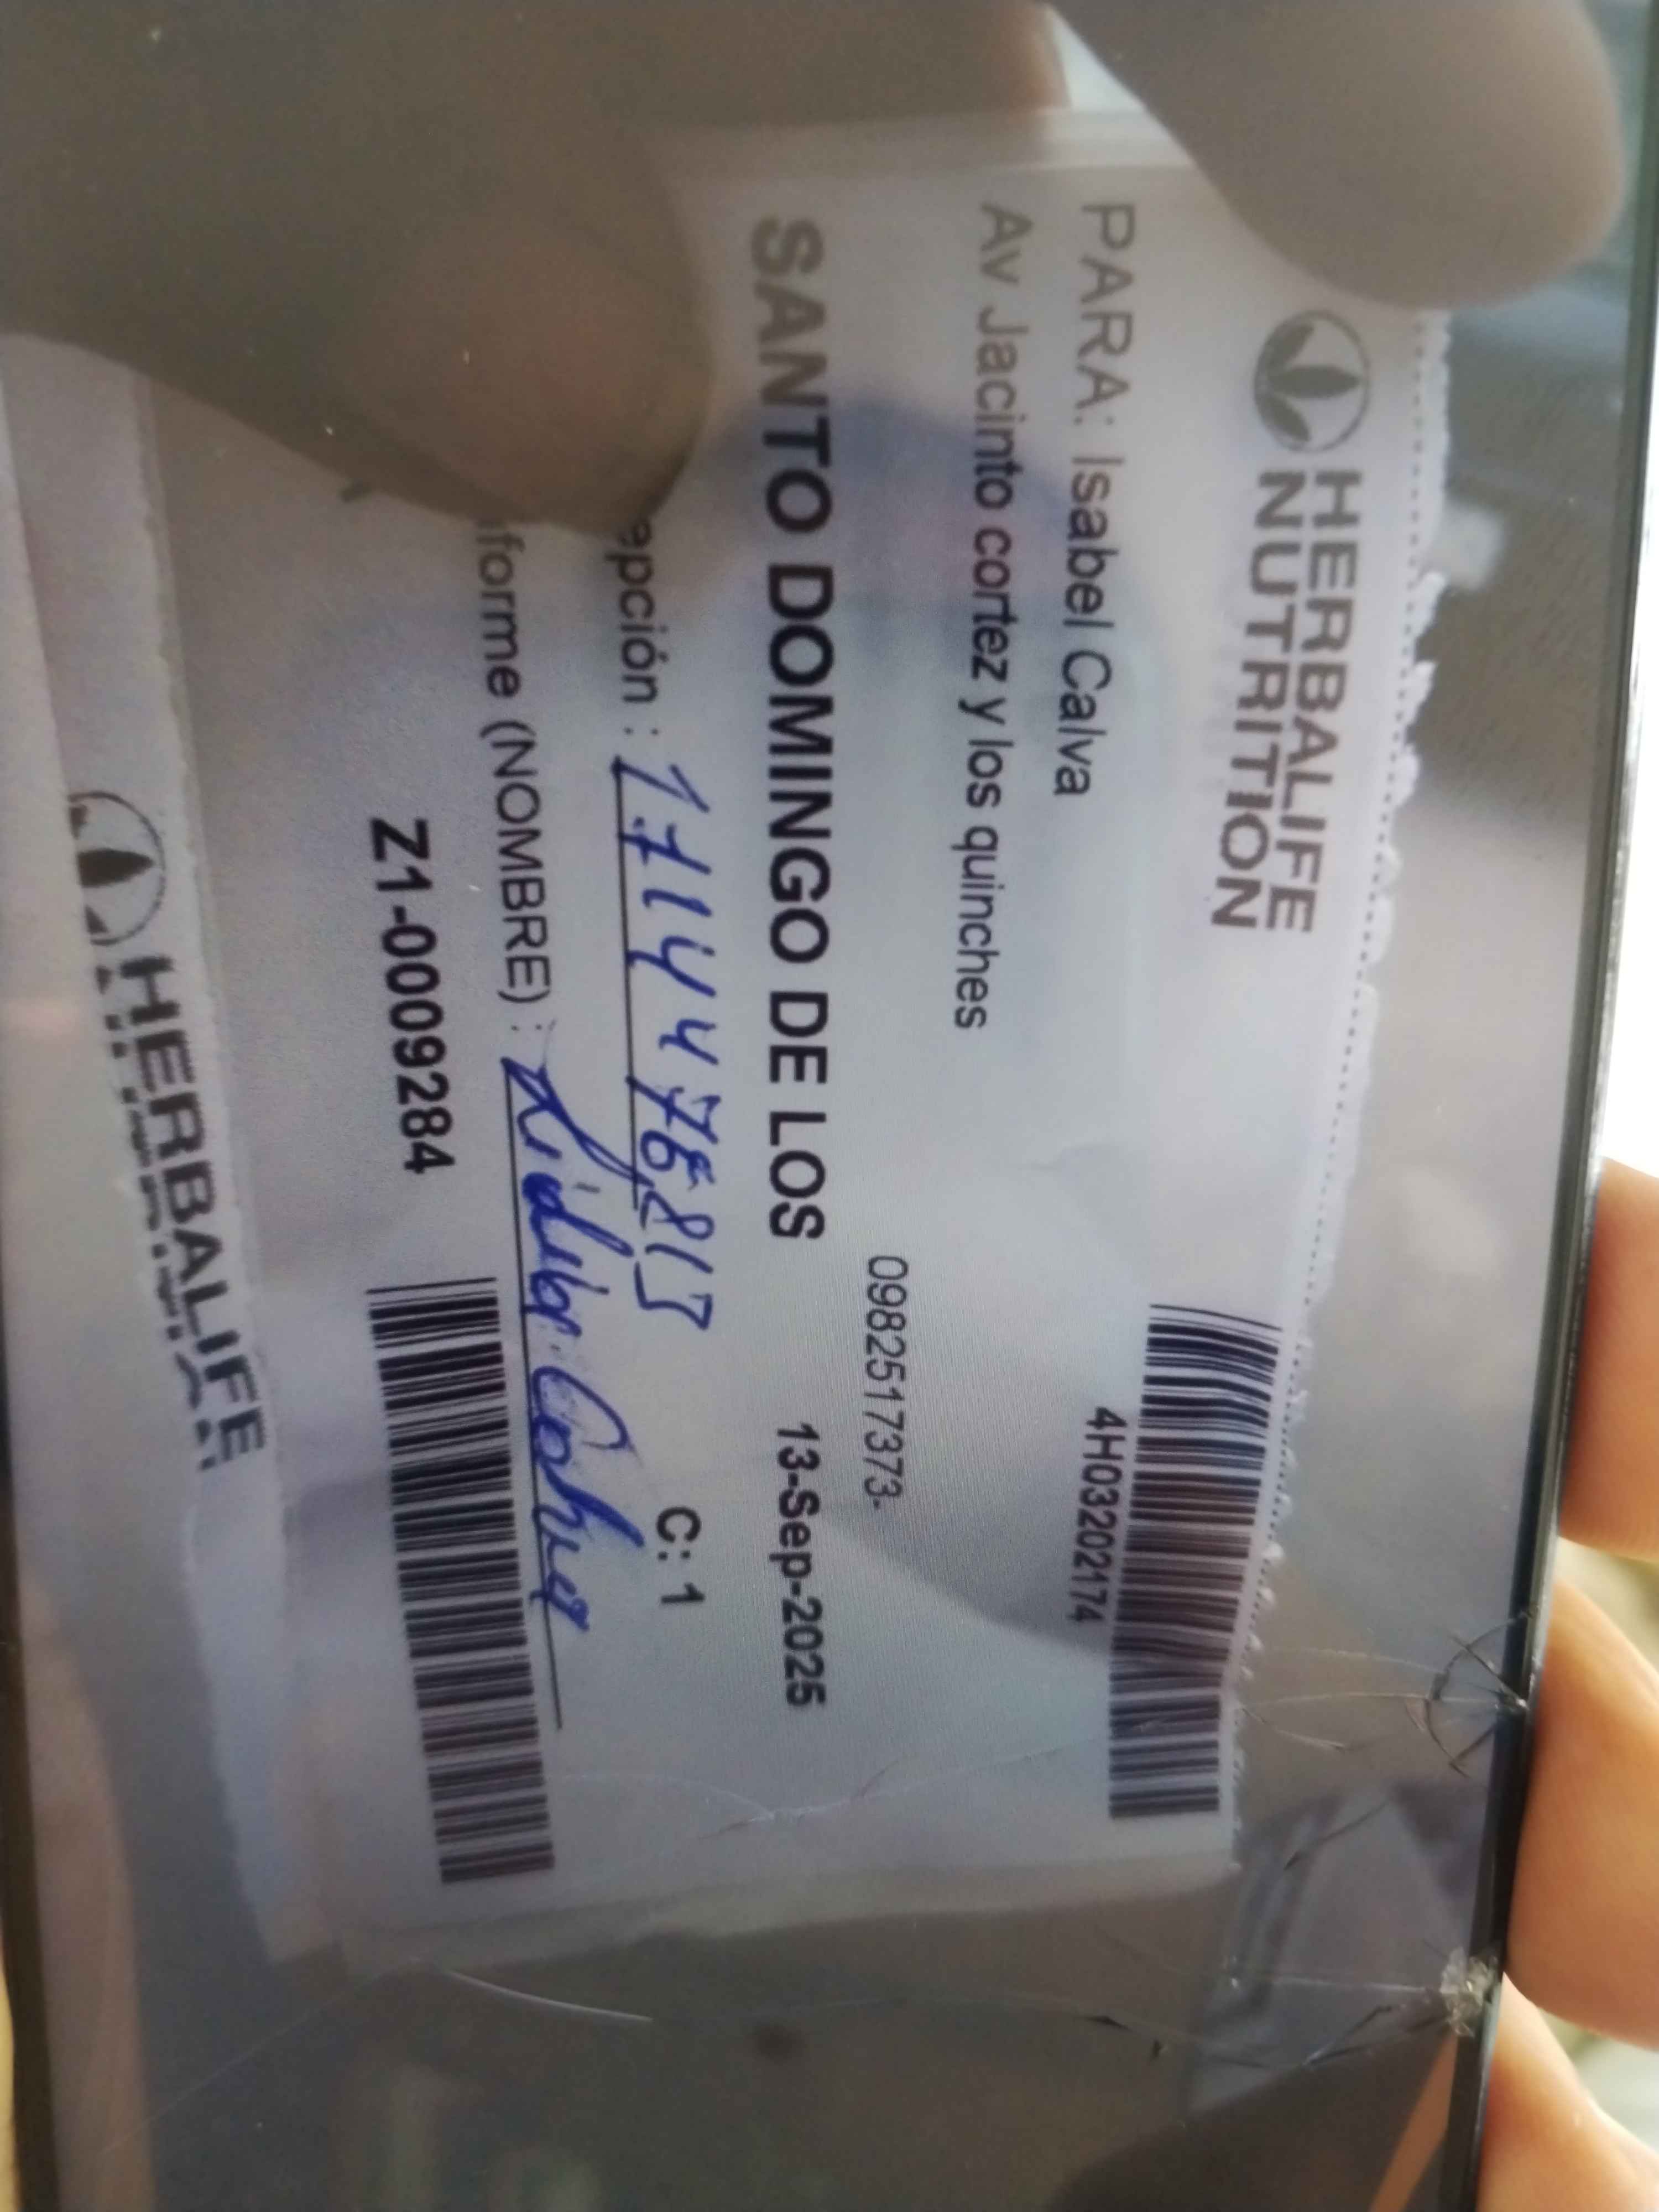 HERBALIFE
NUTRITION
4H03202174
PARA: Isabel Calva
Av Jacinto cortez y los quinches
0982517373-
SANTO DOMINGO DE LOS 13-Sep-2025
epción : C: 1
forme (NOMBRE) : Lidia
Z1-0009284
HERBALIFE